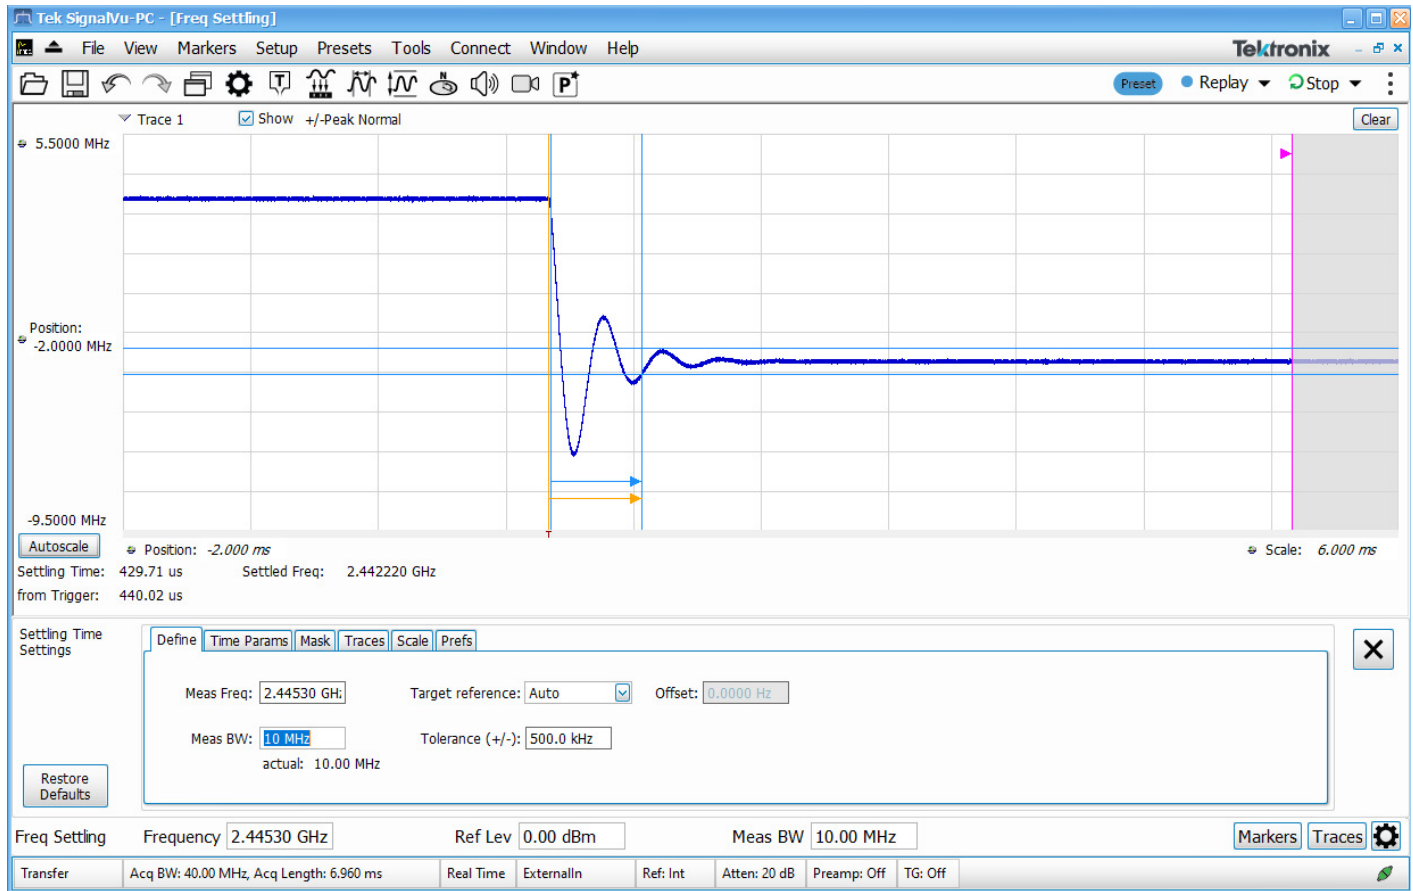 Tek SignalVu-PC - [Freq Settling]
File View Markers Setup Presets Tools Connect Window Help Tektronix
T N P Preset Replay Stop
Trace 1 Show +/-Peak Normal Clear
5.5000 MHz
Position:
-2.0000 MHz
-9.5000 MHz
T
Autoscale Position: -2.000 ms Scale: 6.000 ms
Settling Time: 429.71 us Settled Freq: 2.442220 GHz
from Trigger: 440.02 us
Settling Time
Settings
Define Time Params Mask Traces Scale Prefs
Meas Freq: 2.44530 GH: Target reference: Auto Offset: 0.0000 Hz
Meas BW: 10 MHz Tolerance (+/-): 500.0 kHz
actual: 10.00 MHz
Restore
Defaults
Freq Settling Frequency 2.44530 GHz Ref Lev 0.00 dBm Meas BW 10.00 MHz Markers Traces
Transfer Acq BW: 40.00 MHz, Acq Length: 6.960 ms Real Time ExternalIn Ref: Int Atten: 20 dB Preamp: Off TG: Off